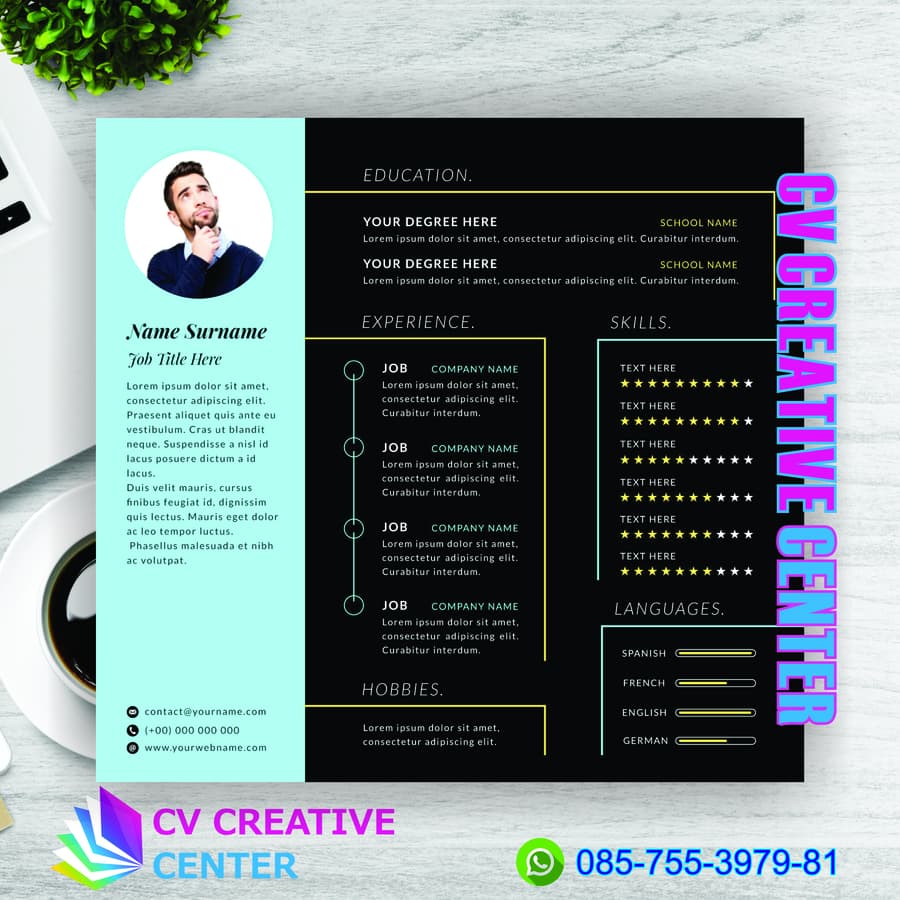 Name Surname
Job Title Here
Lorem ipsum dolor sit amet,
consectetur adipiscing elit.
Praesent aliquet quis ante eu
vestibulum. Cras ut blandit
neque. Suspendisse a nisl id
lacus posuere dictum a id
lacus.
Duis velit mauris, cursus
finibus feugiat id, dignissim
quis lectus. Mauris eget dolor
ac leo tempor luctus.
Phasellus malesuada et nibh
ac volutpat.
contact@yourname.com
(+00) 000 000 000
www.yourwebname.com
EDUCATION.
YOUR DEGREE HERE SCHOOL NAME
Lorem ipsum dolor sit amet, consectetur adipiscing elit. Curabitur interdum.
YOUR DEGREE HERE SCHOOL NAME
Lorem ipsum dolor sit amet, consectetur adipiscing elit. Curabitur interdum.
EXPERIENCE.
JOB COMPANY NAME
Lorem ipsum dolor sit amet,
consectetur adipiscing elit.
Curabitur interdum.
JOB COMPANY NAME
Lorem ipsum dolor sit amet,
consectetur adipiscing elit.
Curabitur interdum.
JOB COMPANY NAME
Lorem ipsum dolor sit amet,
consectetur adipiscing elit.
Curabitur interdum.
JOB COMPANY NAME
Lorem ipsum dolor sit amet,
consectetur adipiscing elit.
Curabitur interdum.
HOBBIES.
Lorem ipsum dolor sit amet,
consectetur adipiscing elit.
SKILLS.
TEXT HERE
TEXT HERE
TEXT HERE
TEXT HERE
TEXT HERE
TEXT HERE
LANGUAGES.
SPANISH
FRENCH
ENGLISH
GERMAN
CV CREATIVE CENTER
CV CREATIVE
CENTER
085-755-3979-81